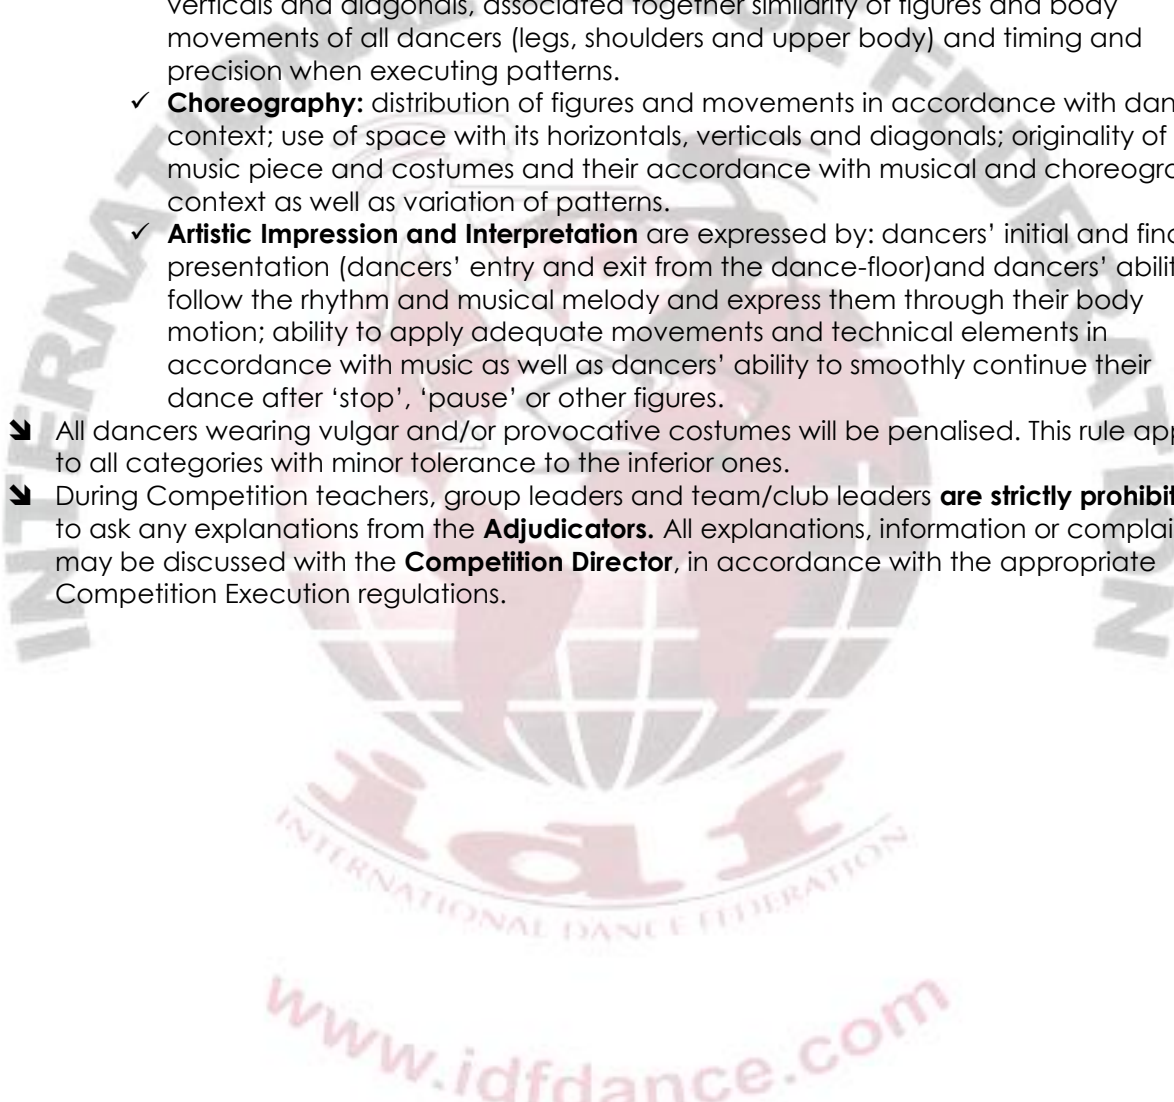 verticals and diagonals, associated together similarity of figures and body
movements of all dancers (legs, shoulders and upper body) and timing and
precision when executing patterns.
✓ Choreography: distribution of figures and movements in accordance with dan
context; use of space with its horizontals, verticals and diagonals; originality of
music piece and costumes and their accordance with musical and choreogra
context as well as variation of patterns.
✓ Artistic Impression and Interpretation are expressed by: dancers’ initial and fina
presentation (dancers’ entry and exit from the dance-floor)and dancers’ abilit
follow the rhythm and musical melody and express them through their body
motion; ability to apply adequate movements and technical elements in
accordance with music as well as dancers’ ability to smoothly continue their
dance after ‘stop’, ‘pause’ or other figures.
All dancers wearing vulgar and/or provocative costumes will be penalised. This rule app
to all categories with minor tolerance to the inferior ones.
During Competition teachers, group leaders and team/club leaders are strictly prohibit
to ask any explanations from the Adjudicators. All explanations, information or complai
may be discussed with the Competition Director, in accordance with the appropriate
Competition Execution regulations.
INTERNATIONAL DANCE FEDERATION
idf
INTERNATIONAL DANCE FEDERATION
www.idfdance.com